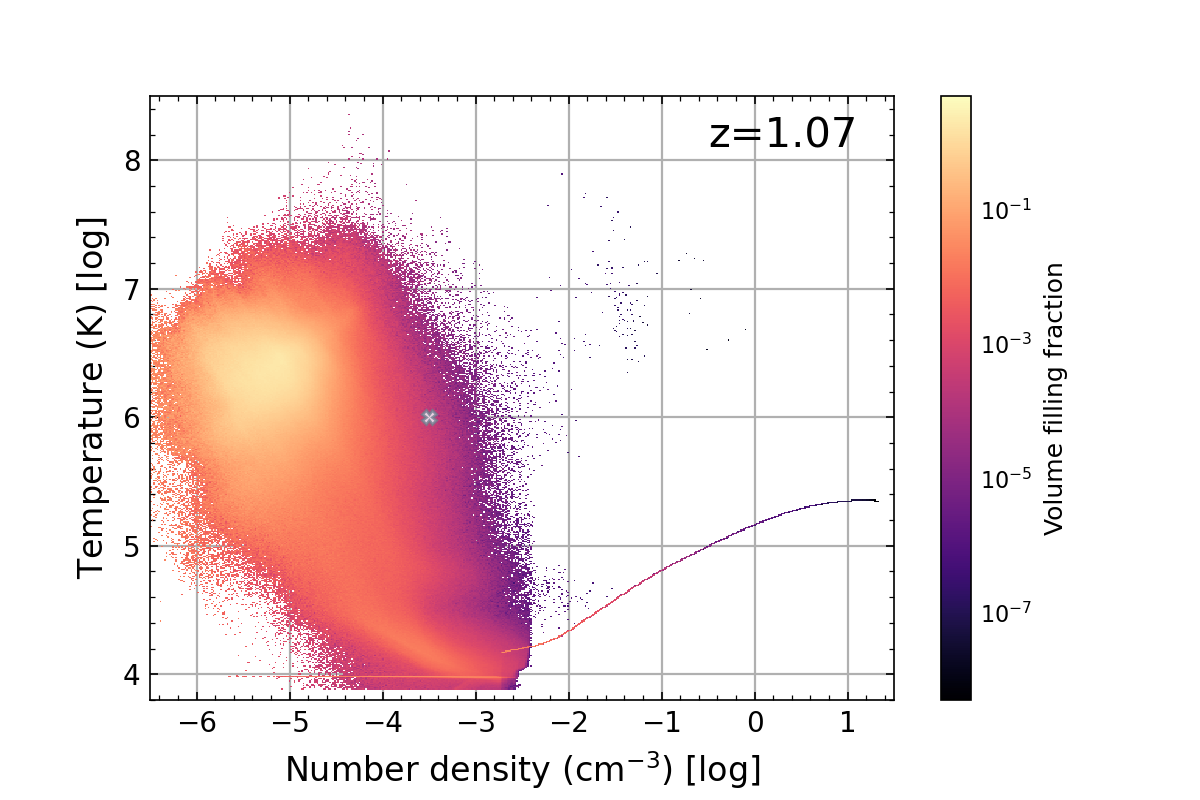 z=1.07
8
7
6
5
4
−6 −5 −4 −3 −2 −1 0 1
Temperature (K) [log]
Number density (cm⁻³) [log]
10⁻¹
10⁻³
10⁻⁵
10⁻⁷
Volume filling fraction